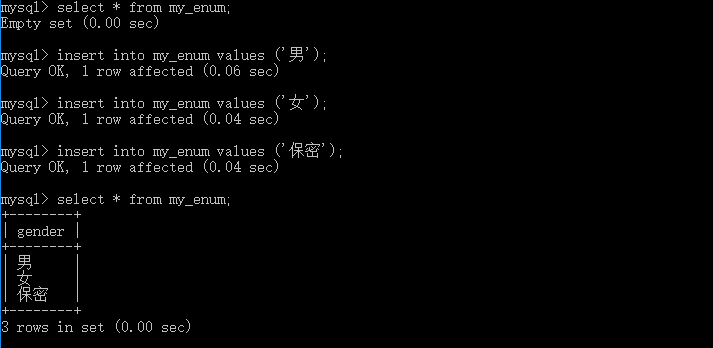 mysql> select * from my_enum;
Empty set (0.00 sec)
mysql> insert into my_enum values ('男');
Query OK, 1 row affected (0.06 sec)
mysql> insert into my_enum values ('女');
Query OK, 1 row affected (0.04 sec)
mysql> insert into my_enum values ('保密');
Query OK, 1 row affected (0.04 sec)
mysql> select * from my_enum;
+--------+
| gender |
+--------+
| 男     |
| 女     |
| 保密   |
+--------+
3 rows in set (0.00 sec)